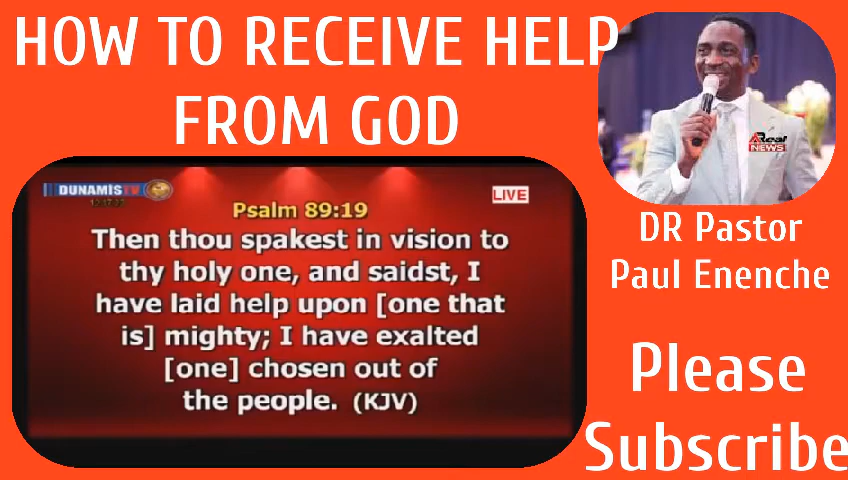 HOW TO RECEIVE HELP
FROM GOD
DUNAMIS TV
LIVE
Psalm 89:19
Then thou spakest in vision to
thy holy one, and saidst, I
have laid help upon [one that
is] mighty; I have exalted
[one] chosen out of
the people. (KJV)
AReal
NEWS
DR Pastor
Paul Enenche
Please
Subscribe